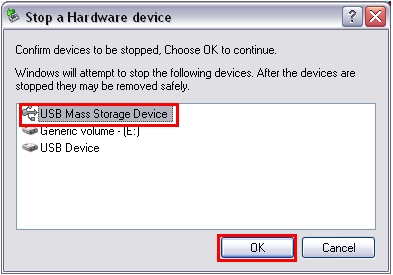 Stop a Hardware device
Confirm devices to be stopped, Choose OK to continue.
Windows will attempt to stop the following devices. After the devices are
stopped they may be removed safely.
USB Mass Storage Device
Generic volume - (E:)
USB Device
OK
Cancel